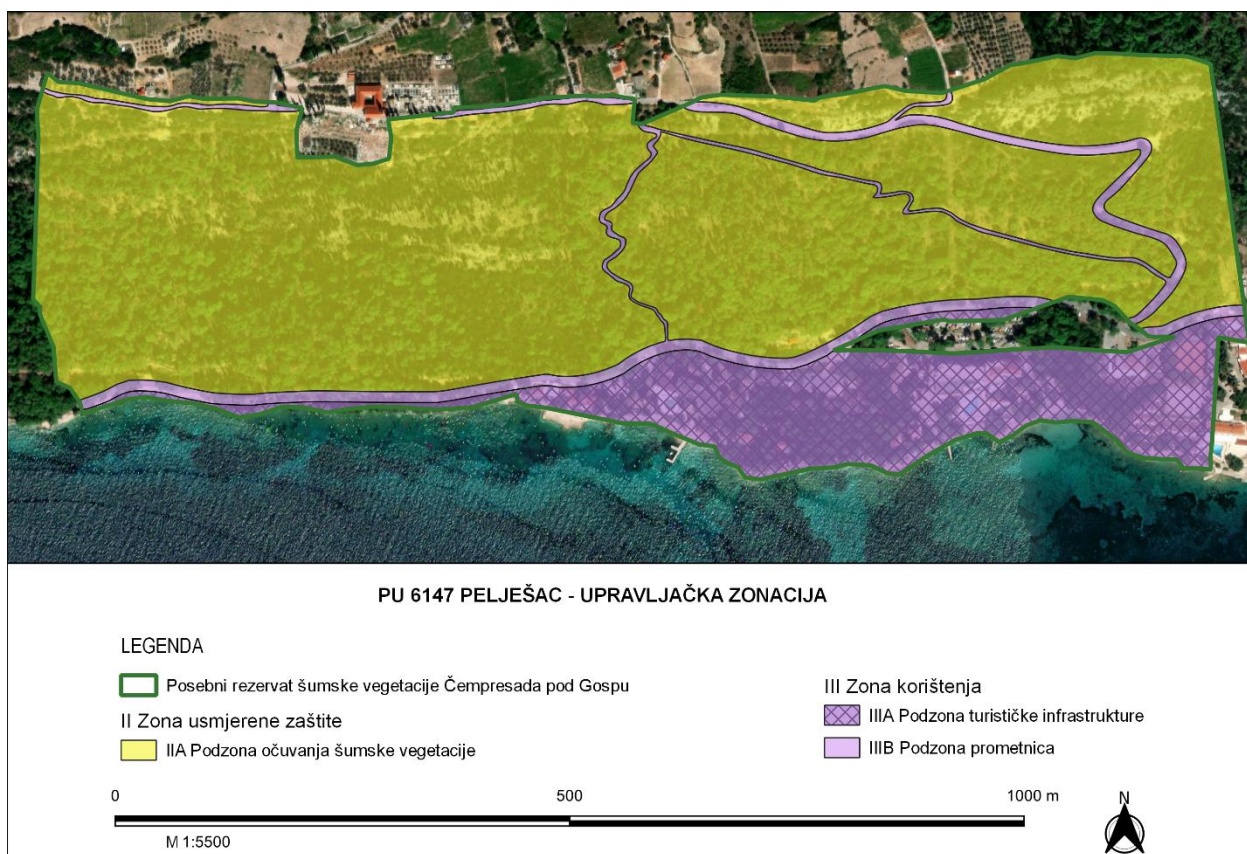 PU 6147 PELJEŠAC - UPRAVLJAČKA ZONACIJA
LEGENDA
Posebni rezervat šumske vegetacije Čempresada pod Gospu
II Zona usmjerene zaštite
IIA Podzona očuvanja šumske vegetacije
III Zona korištenja
IIIA Podzona turističke infrastrukture
IIIB Podzona prometnica
0 500 1000 m
M 1:5500
N